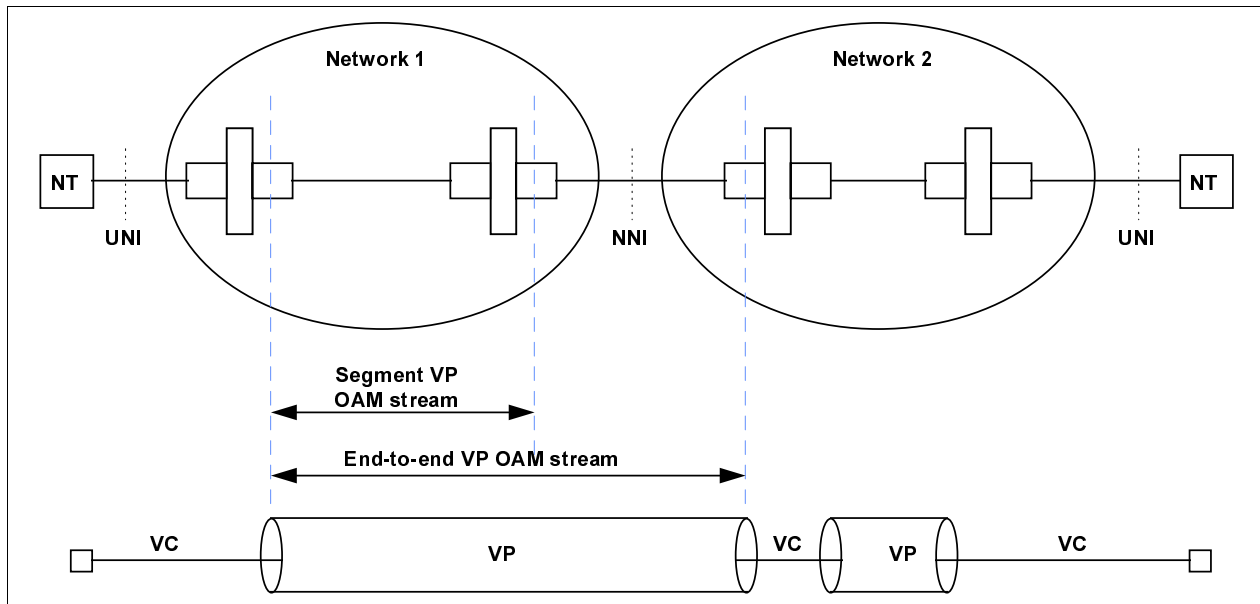 Network 1
Network 2
NT
NT
UNI
NNI
UNI
Segment VP
OAM stream
End-to-end VP OAM stream
VC
VP
VC
VP
VC